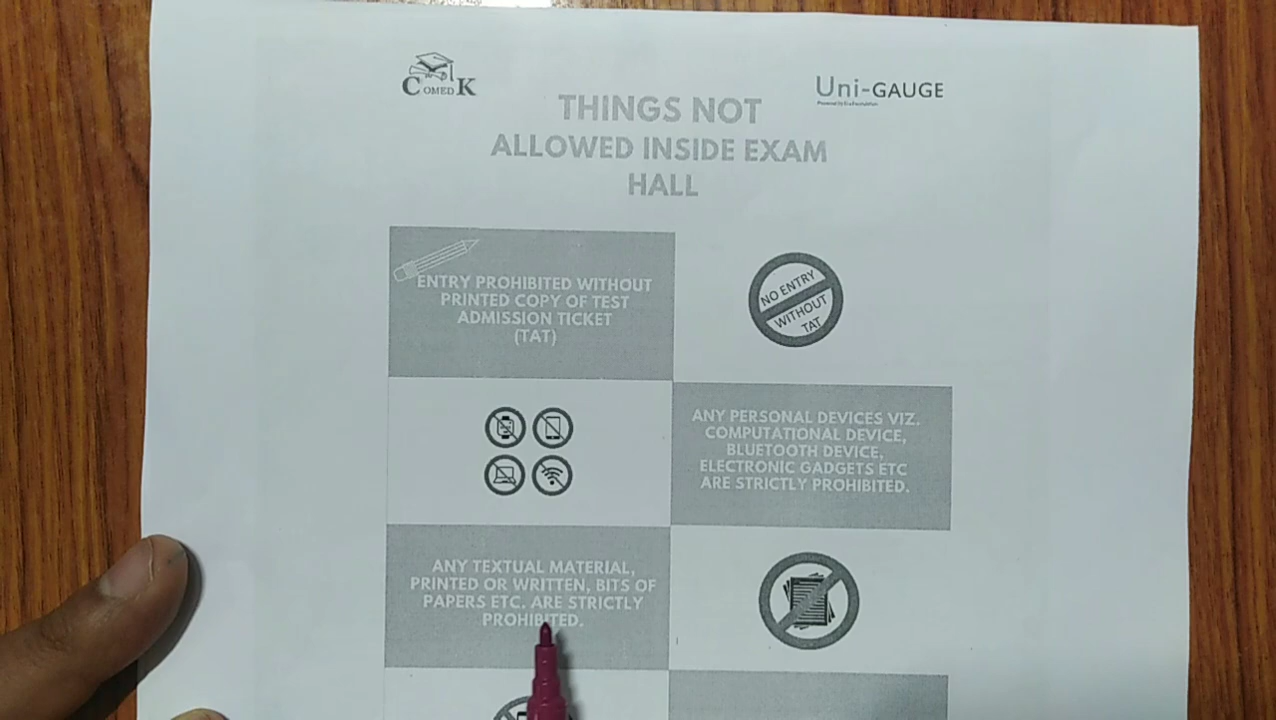 COMEDK
Uni-GAUGE
THINGS NOT
ALLOWED INSIDE EXAM
HALL
ENTRY PROHIBITED WITHOUT
PRINTED COPY OF TEST
ADMISSION TICKET
(TAT)
NO ENTRY
WITHOUT
TAT
ANY PERSONAL DEVICES VIZ.
COMPUTATIONAL DEVICE,
BLUETOOTH DEVICE,
ELECTRONIC GADGETS ETC
ARE STRICTLY PROHIBITED.
ANY TEXTUAL MATERIAL,
PRINTED OR WRITTEN, BITS OF
PAPERS ETC. ARE STRICTLY
PROHIBITED.